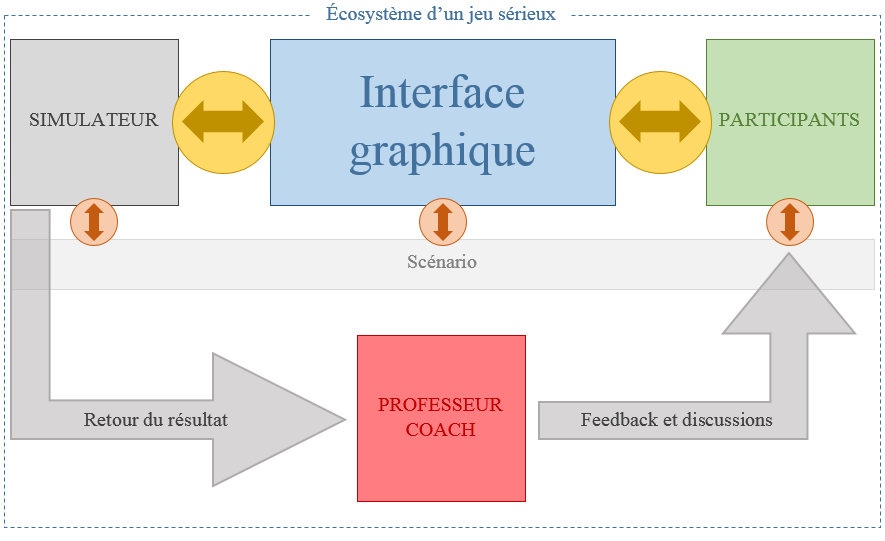 Écosystème d’un jeu sérieux
SIMULATEUR
Interface
graphique
PARTICIPANTS
Scénario
Retour du résultat
PROFESSEUR
COACH
Feedback et discussions